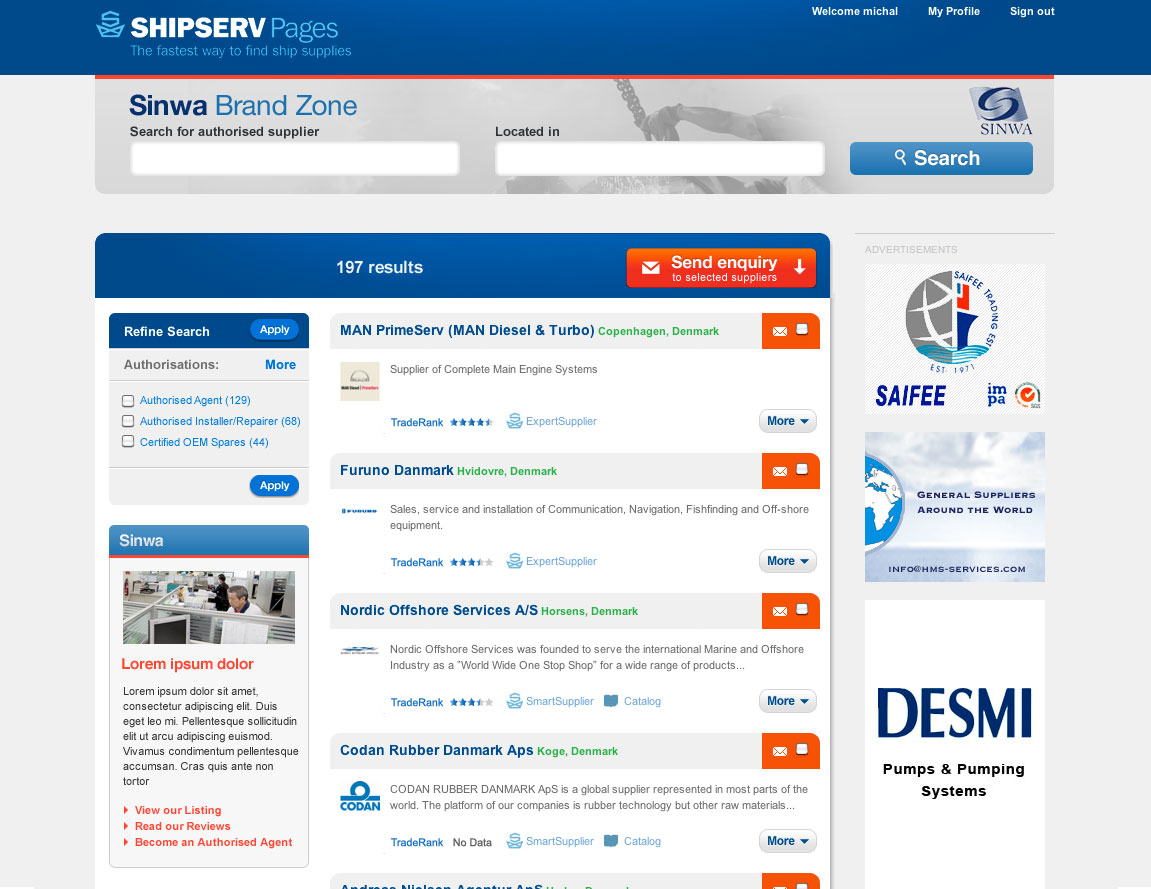 SHIPSERV Pages
The fastest way to find ship supplies
Welcome michal
My Profile
Sign out
Sinwa Brand Zone
Search for authorised supplier
Located in
SINWA
Search
197 results
Send enquiry
to selected suppliers
Refine Search
Apply
Authorisations:
More
Authorised Agent (129)
Authorised Installer/Repairer (68)
Certified OEM Spares (44)
Apply
Sinwa
Lorem ipsum dolor
Lorem ipsum dolor sit amet,
consectetur adipiscing elit. Duis
eget leo mi. Pellentesque sollicitudin
elit ut arcu adipiscing euismod.
Vivamus condimentum pellentesque
accumsan. Cras quis ante non
tortor
View our Listing
Read our Reviews
Become an Authorised Agent
MAN PrimeServ (MAN Diesel & Turbo) Copenhagen, Denmark
Supplier of Complete Main Engine Systems
TradeRank
ExpertSupplier
More
Furuno Danmark Hvidovre, Denmark
FURUNO
Sales, service and installation of Communication, Navigation, Fishfinding and Off-shore
equipment.
TradeRank
ExpertSupplier
More
Nordic Offshore Services A/S Horsens, Denmark
Nordic Offshore Services was founded to serve the international Marine and Offshore
Industry as a "World Wide One Stop Shop" for a wide range of products...
TradeRank
SmartSupplier
Catalog
More
Codan Rubber Danmark Aps Koge, Denmark
CODAN
CODAN RUBBER DANMARK ApS is a global supplier represented in most parts of the
world. The platform of our companies is rubber technology but other raw materials...
TradeRank
No Data
SmartSupplier
Catalog
More
Andreas Nielsen Agentur ApS
ADVERTISEMENTS
SAIFEE TRADING EST
EST. 1971
SAIFEE
impa
GENERAL SUPPLIERS
AROUND THE WORLD
INFO@HMS-SERVICES.COM
DESMI
Pumps & Pumping
Systems